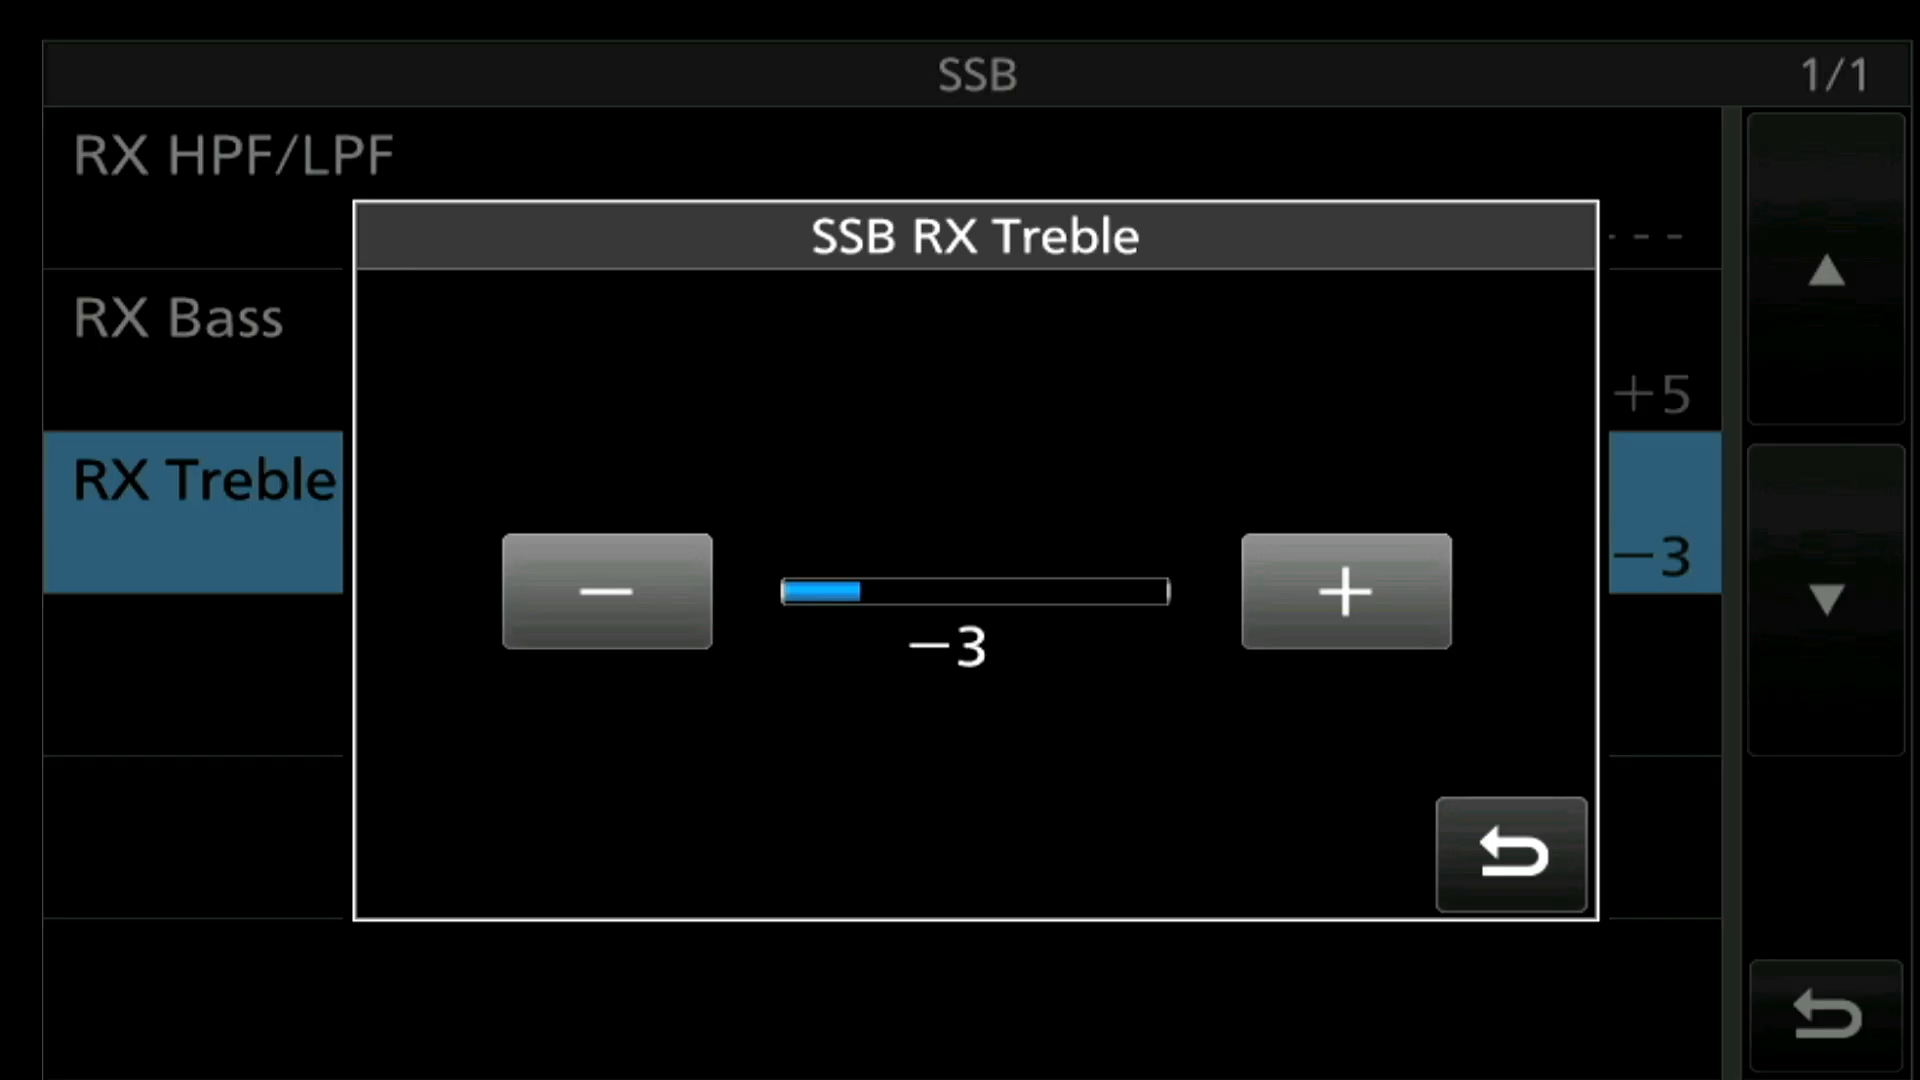 SSB 1/1
RX HPF/LPF
SSB RX Treble
- - -
RX Bass
+5
RX Treble
−3
− +
−3